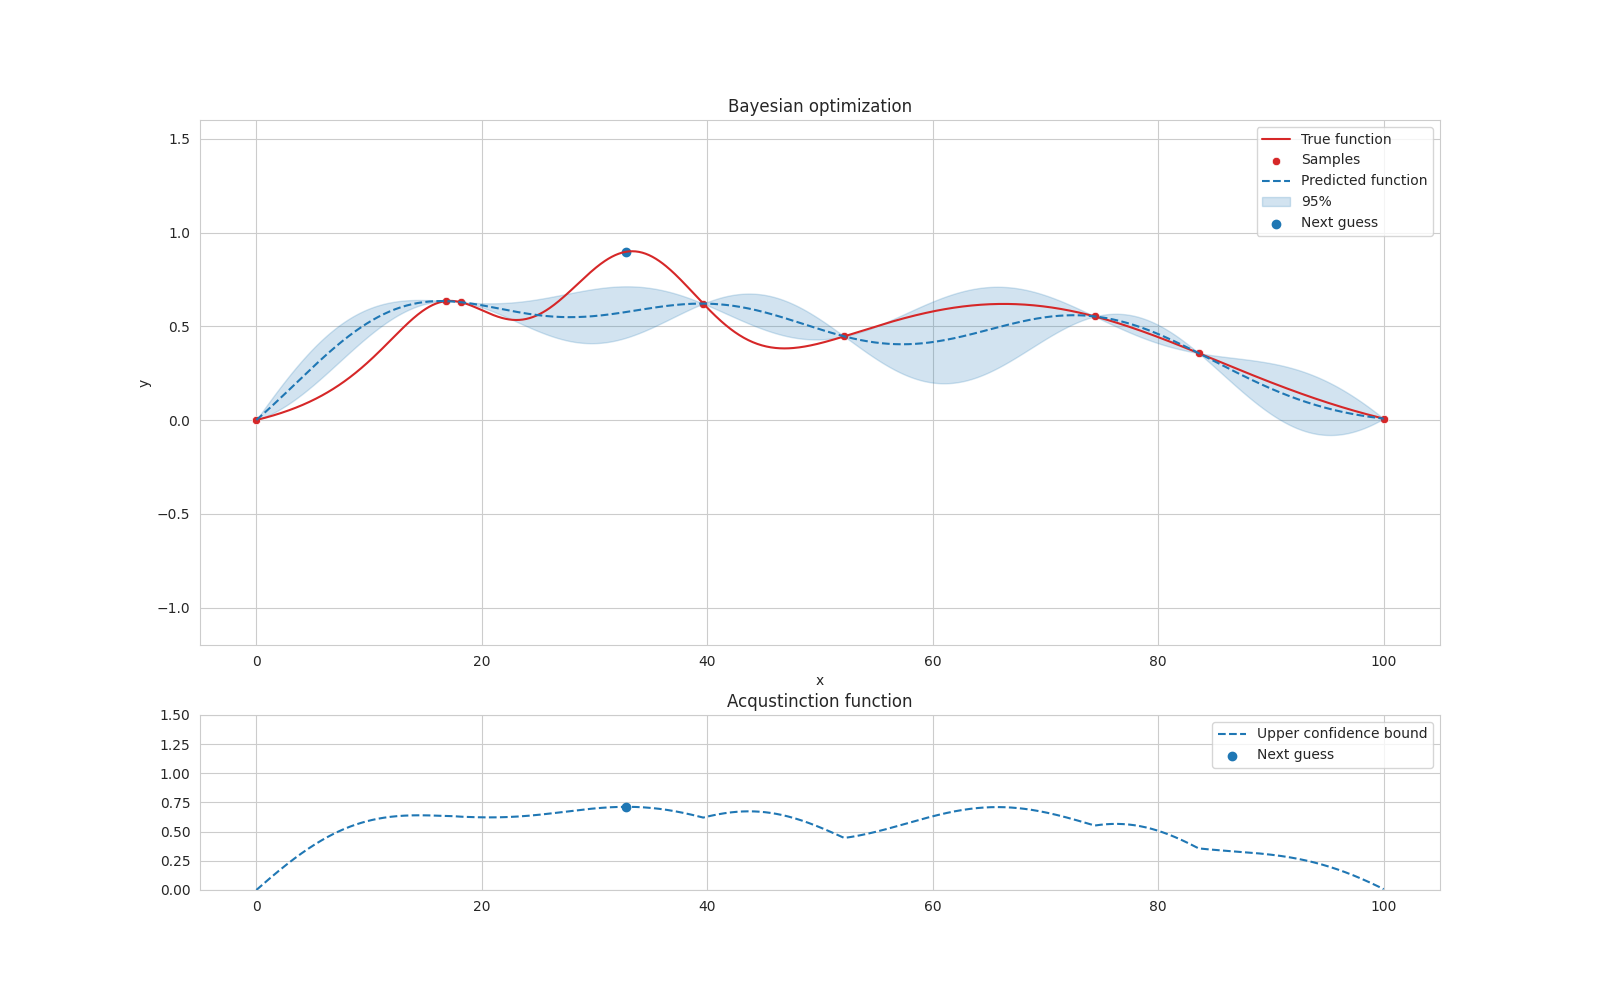 Bayesian optimization
1.5
1.0
0.5
0.0
−0.5
−1.0
y
True function
Samples
Predicted function
95%
Next guess
0 20 40 60 80 100
x
Acqustinction function
1.50
1.25
1.00
0.75
0.50
0.25
0.00
Upper confidence bound
Next guess
0 20 40 60 80 100